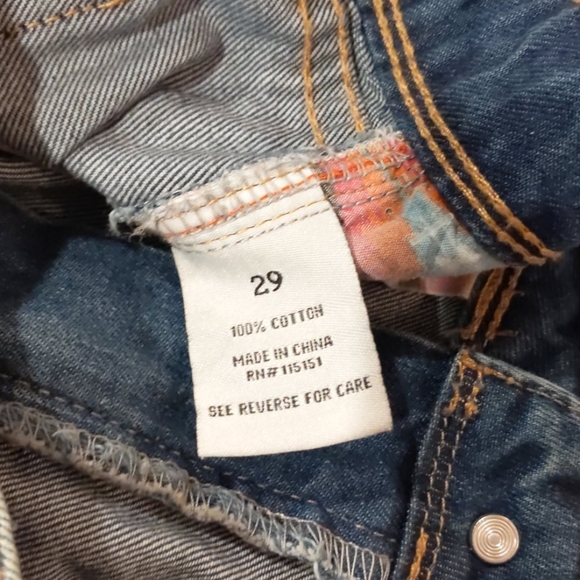 29
100% COTTON
MADE IN CHINA
RN# 115151
SEE REVERSE FOR CARE